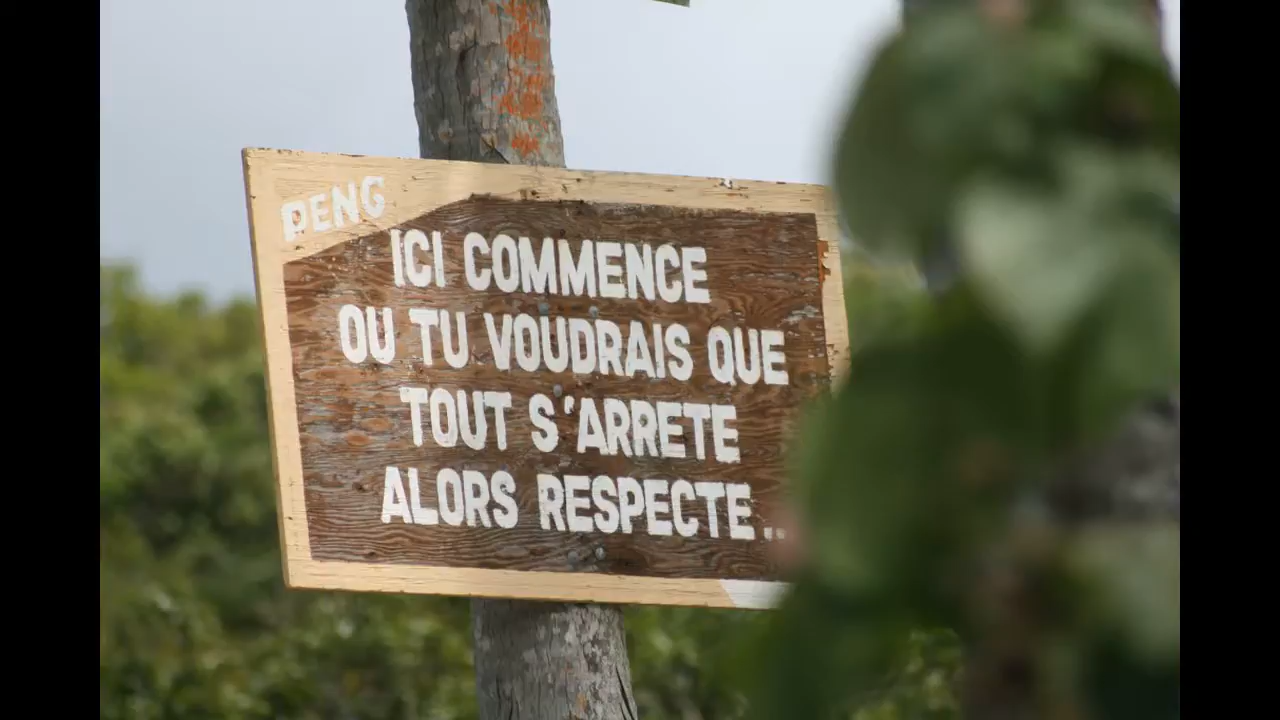 PENG
ICI COMMENCE
OU TU VOUDRAIS QUE
TOUT S'ARRETE
ALORS RESPECTE..